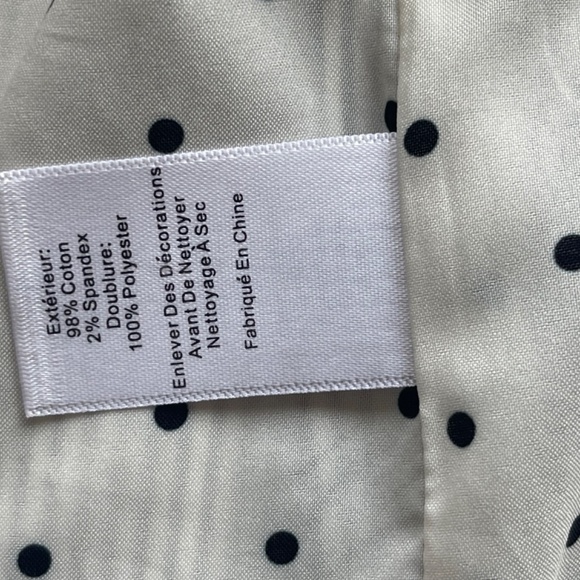 Extérieur:
98% Coton
2% Spandex
Doublure:
100% Polyester
Enlever Des Décorations
Avant De Nettoyer
Nettoyage À Sec
Fabriqué En Chine